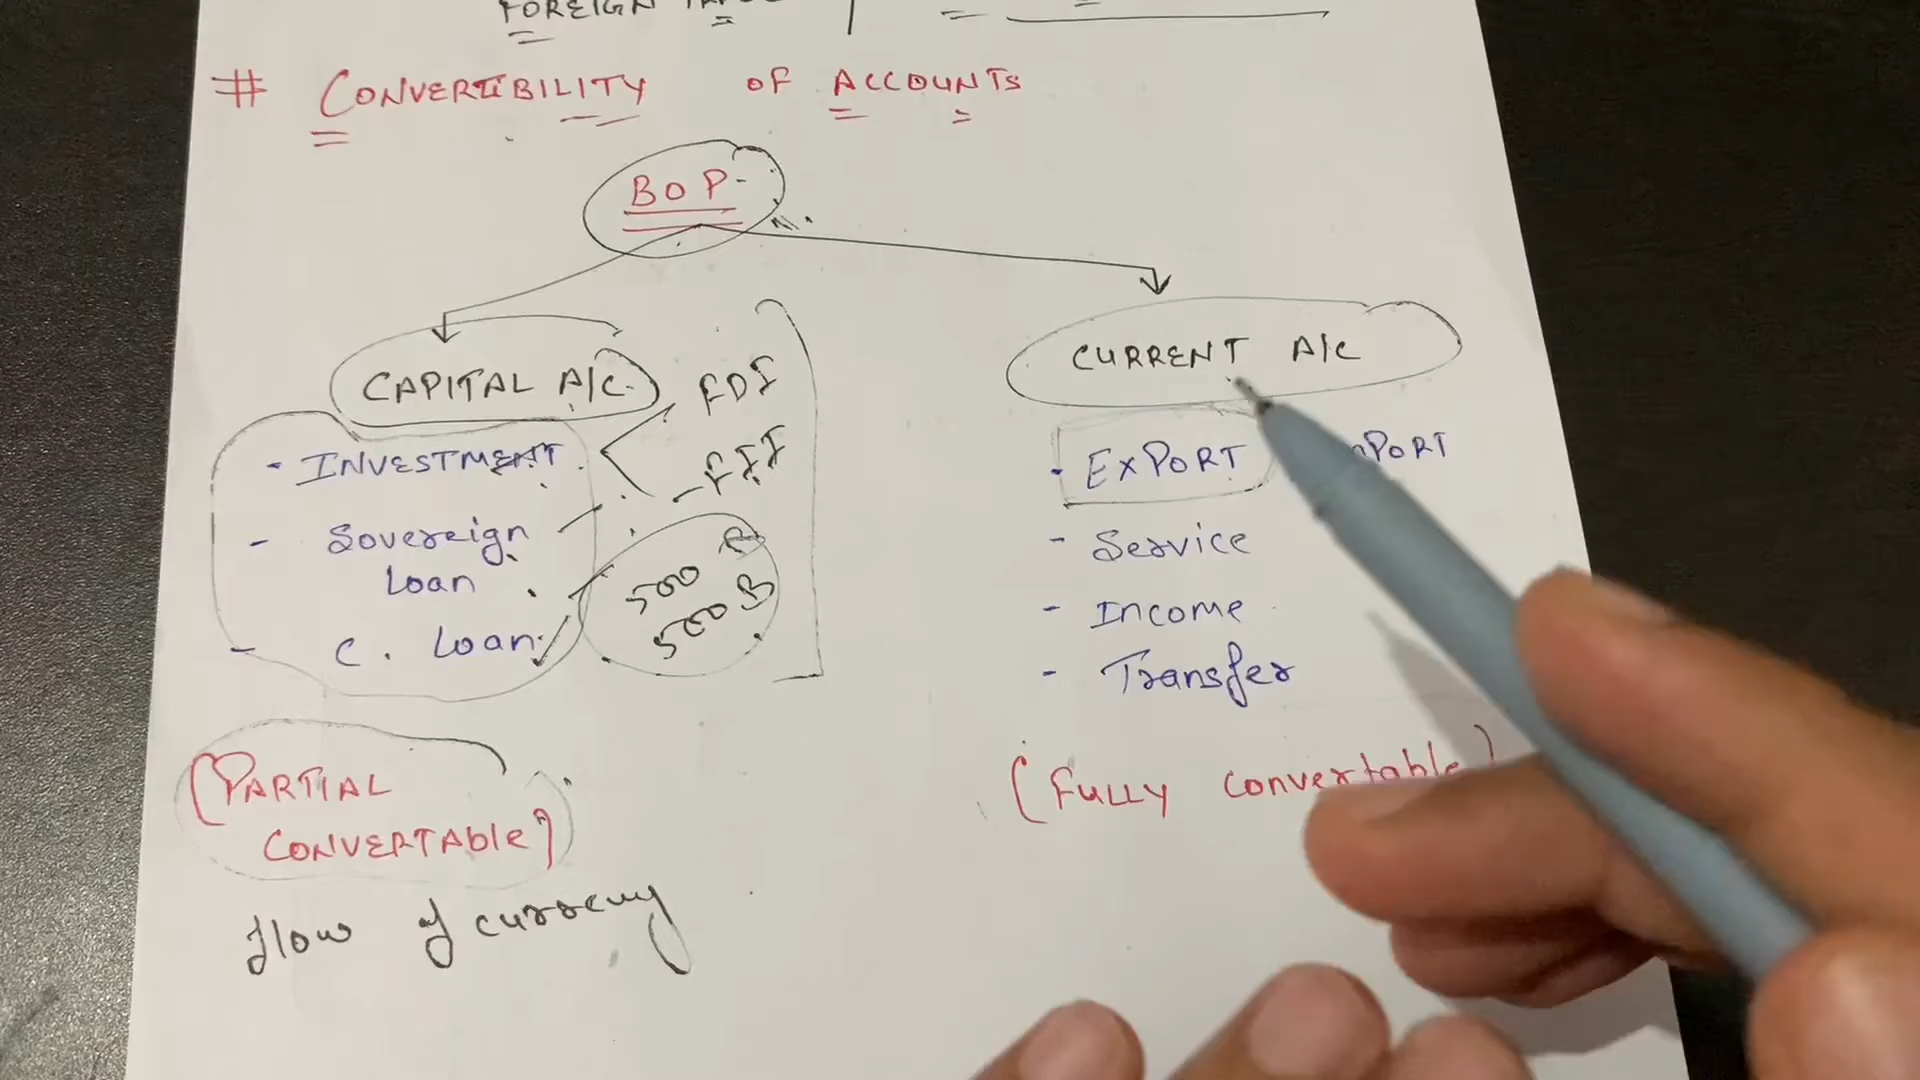 FOREIGN
# CONVERTIBILITY OF ACCOUNTS
BOP
CAPITAL A/C
- INVESTMENT
FDI
- FII
- Sovereign
Loan
- C. Loan
500 B
500 B
(PARTIAL
CONVERTABLE)
flow of currency
CURRENT A/C
- EXPORT
- Service
- Income
- Transfer
(FULLY convertable)